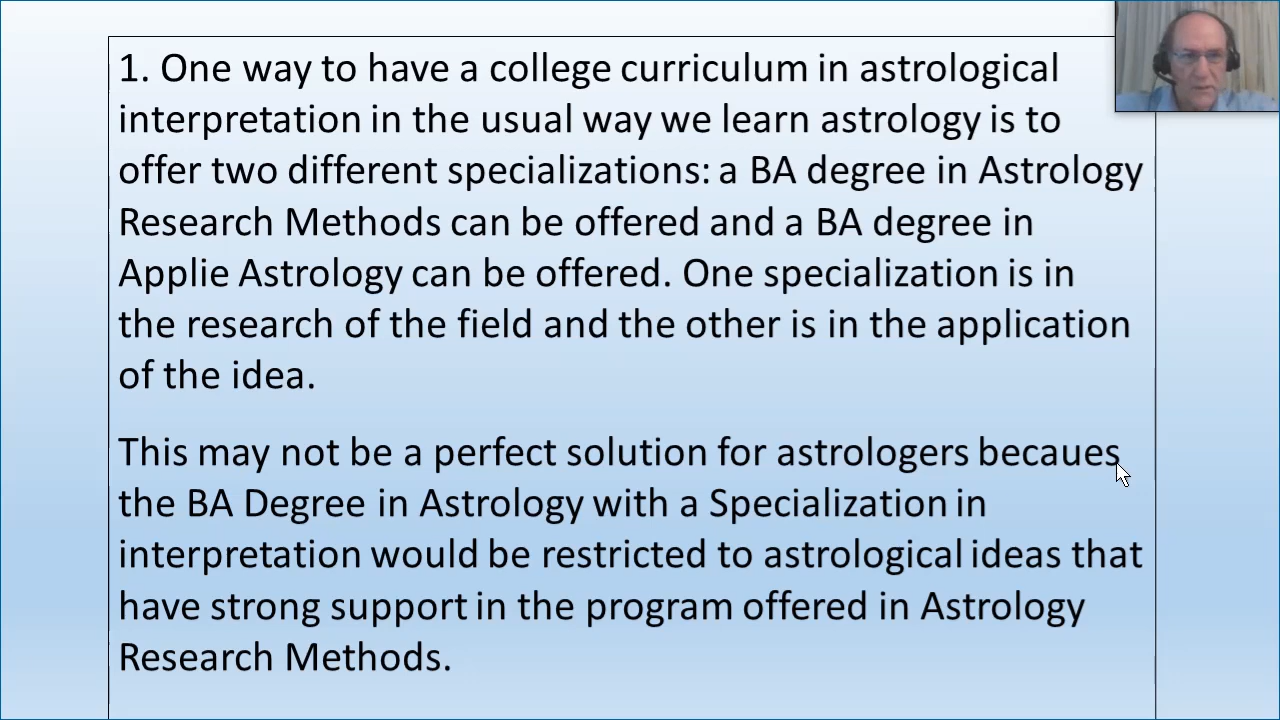 1. One way to have a college curriculum in astrological
interpretation in the usual way we learn astrology is to
offer two different specializations: a BA degree in Astrology
Research Methods can be offered and a BA degree in
Applie Astrology can be offered. One specialization is in
the research of the field and the other is in the application
of the idea.
This may not be a perfect solution for astrologers becaues
the BA Degree in Astrology with a Specialization in
interpretation would be restricted to astrological ideas that
have strong support in the program offered in Astrology
Research Methods.